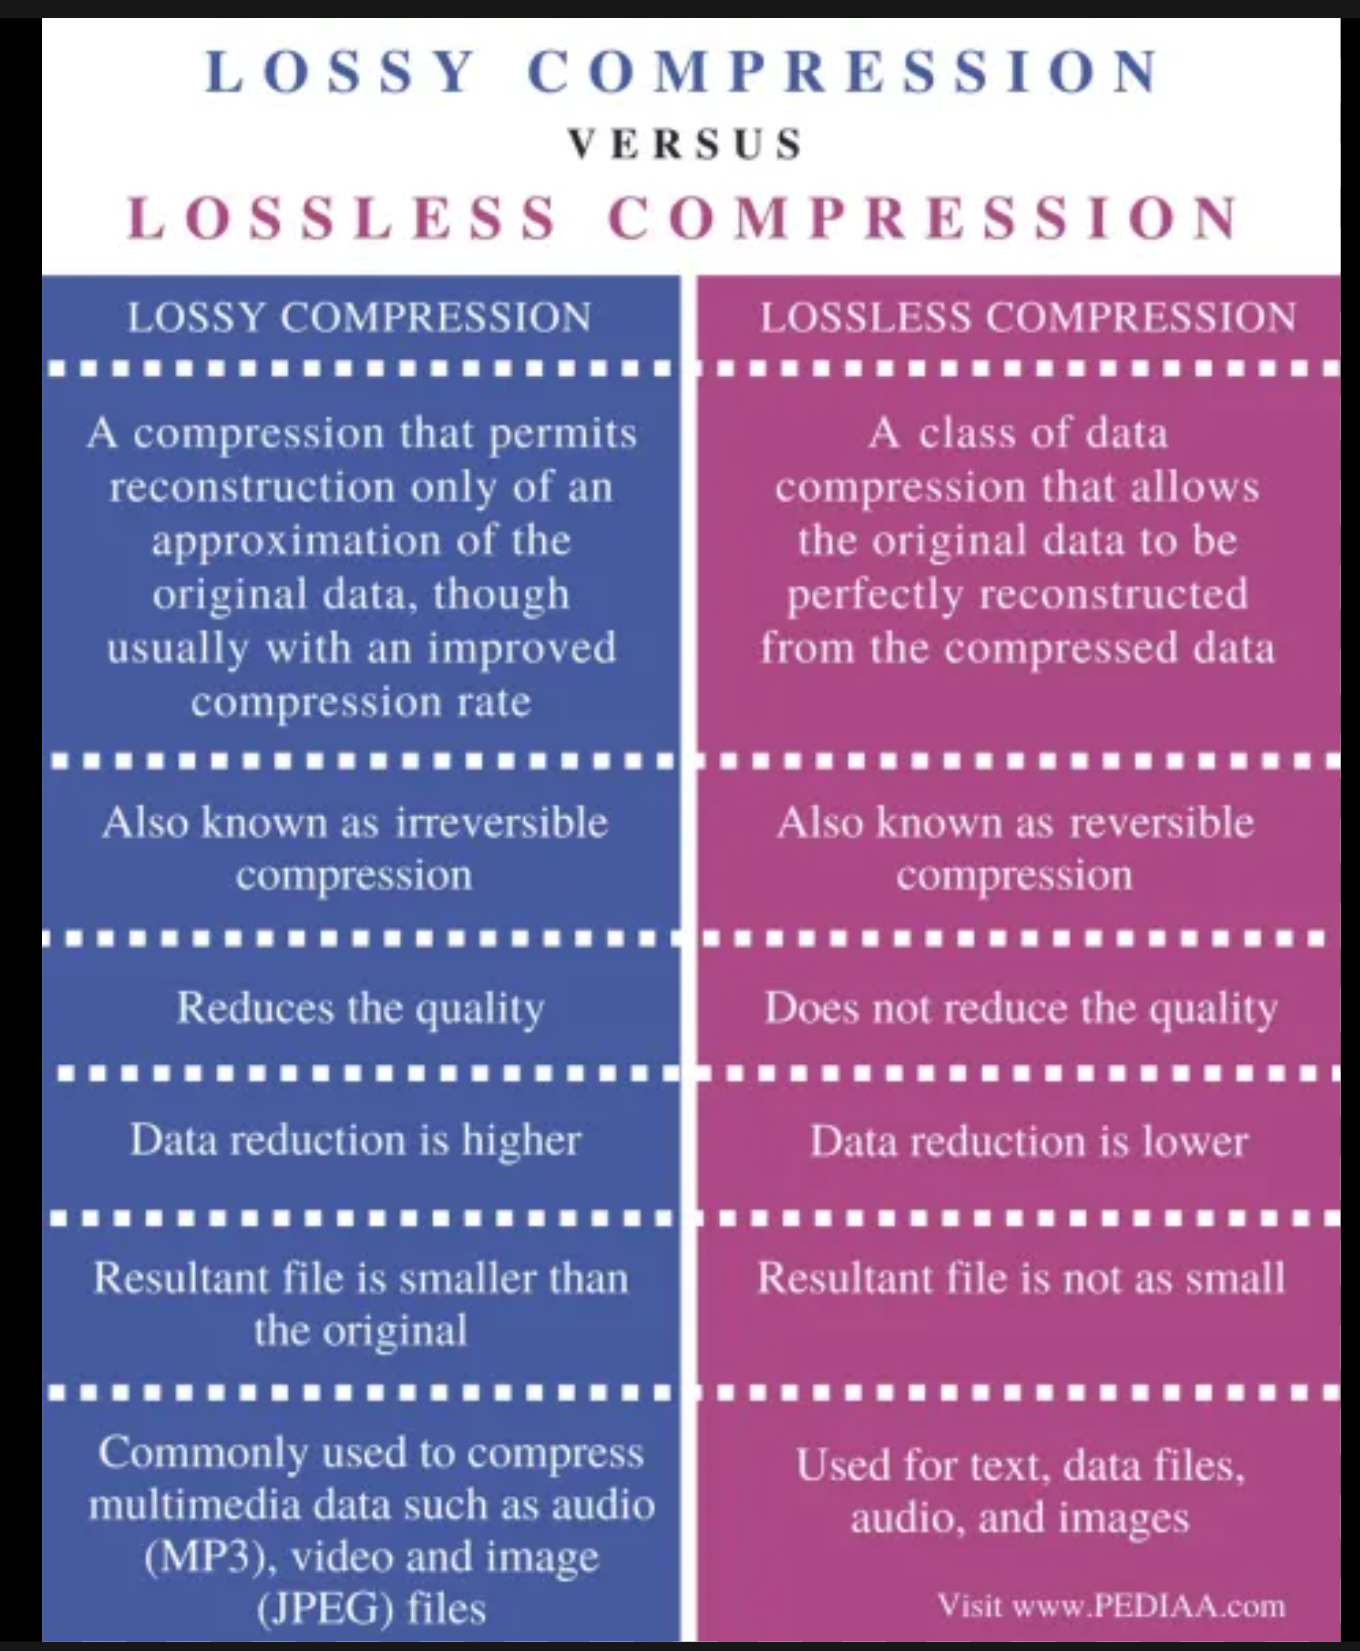 LOSSY COMPRESSION
VERSUS
LOSSLESS COMPRESSION
LOSSY COMPRESSION
A compression that permits
reconstruction only of an
approximation of the
original data, though
usually with an improved
compression rate
Also known as irreversible
compression
Reduces the quality
Data reduction is higher
Resultant file is smaller than
the original
Commonly used to compress
multimedia data such as audio
(MP3), video and image
(JPEG) files
LOSSLESS COMPRESSION
A class of data
compression that allows
the original data to be
perfectly reconstructed
from the compressed data
Also known as reversible
compression
Does not reduce the quality
Data reduction is lower
Resultant file is not as small
Used for text, data files,
audio, and images
Visit www.PEDIAA.com